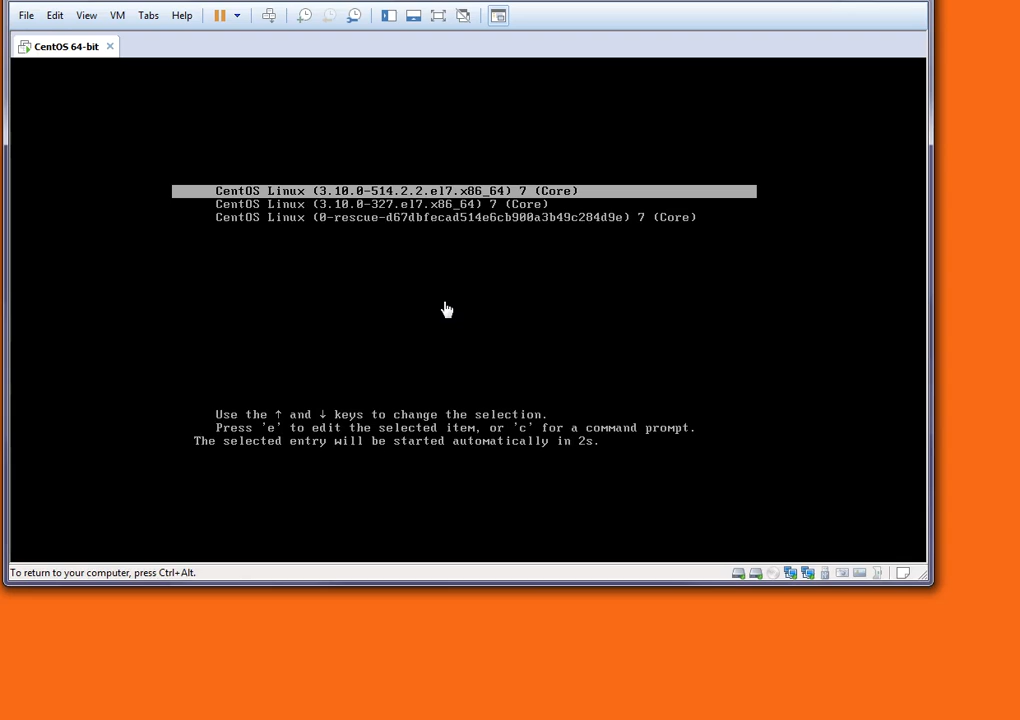 File Edit View VM Tabs Help
CentOS 64-bit
CentOS Linux (3.10.0-514.2.2.el7.x86_64) 7 (Core)
CentOS Linux (3.10.0-327.el7.x86_64) 7 (Core)
CentOS Linux (0-rescue-d67dbfecad514e6cb900a3b49c284d9e) 7 (Core)
Use the ↑ and ↓ keys to change the selection.
Press 'e' to edit the selected item, or 'c' for a command prompt.
The selected entry will be started automatically in 2s.
To return to your computer, press Ctrl+Alt.